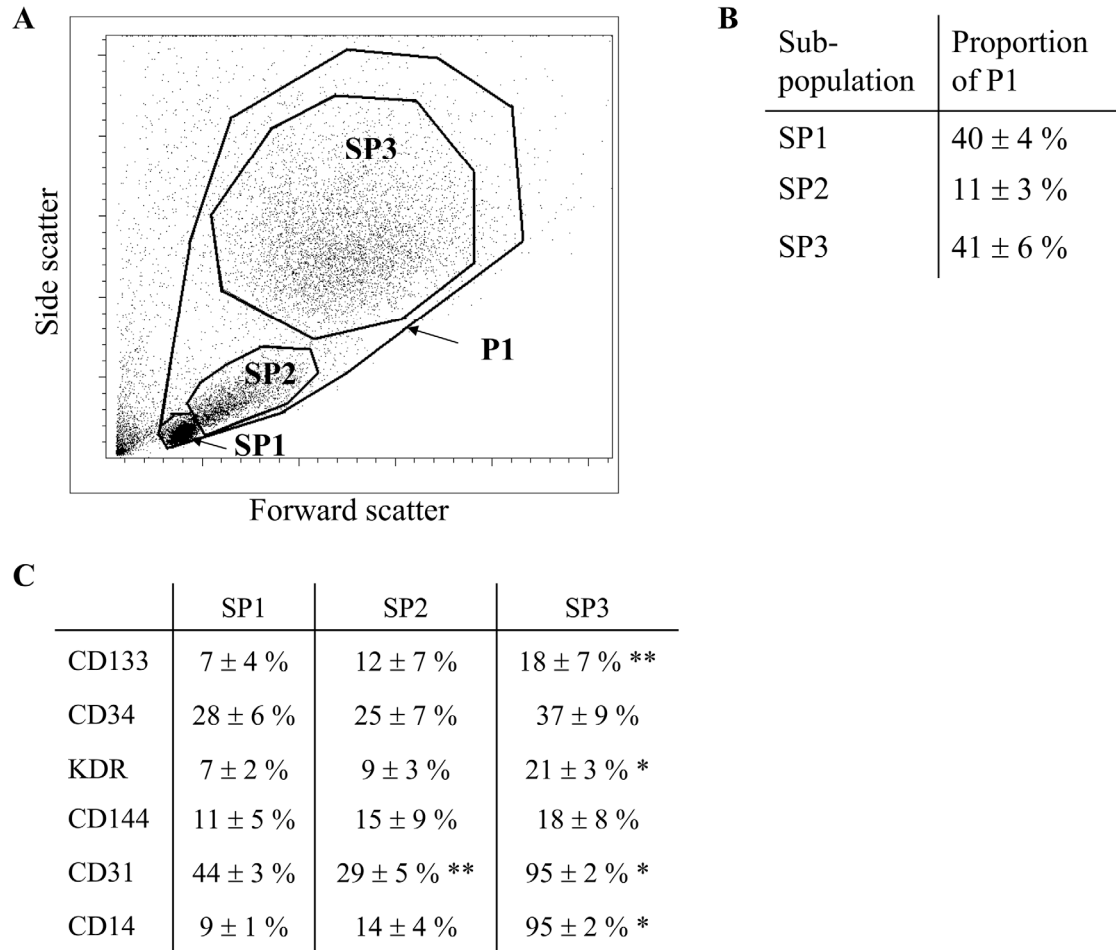 A
Side scatter
SP3
P1
SP2
SP1
Forward scatter
B
Sub- Proportion
population of P1
SP1 40 ± 4 %
SP2 11 ± 3 %
SP3 41 ± 6 %
C
SP1 SP2 SP3
CD133 7 ± 4 % 12 ± 7 % 18 ± 7 % **
CD34 28 ± 6 % 25 ± 7 % 37 ± 9 %
KDR 7 ± 2 % 9 ± 3 % 21 ± 3 % *
CD144 11 ± 5 % 15 ± 9 % 18 ± 8 %
CD31 44 ± 3 % 29 ± 5 % ** 95 ± 2 % *
CD14 9 ± 1 % 14 ± 4 % 95 ± 2 % *